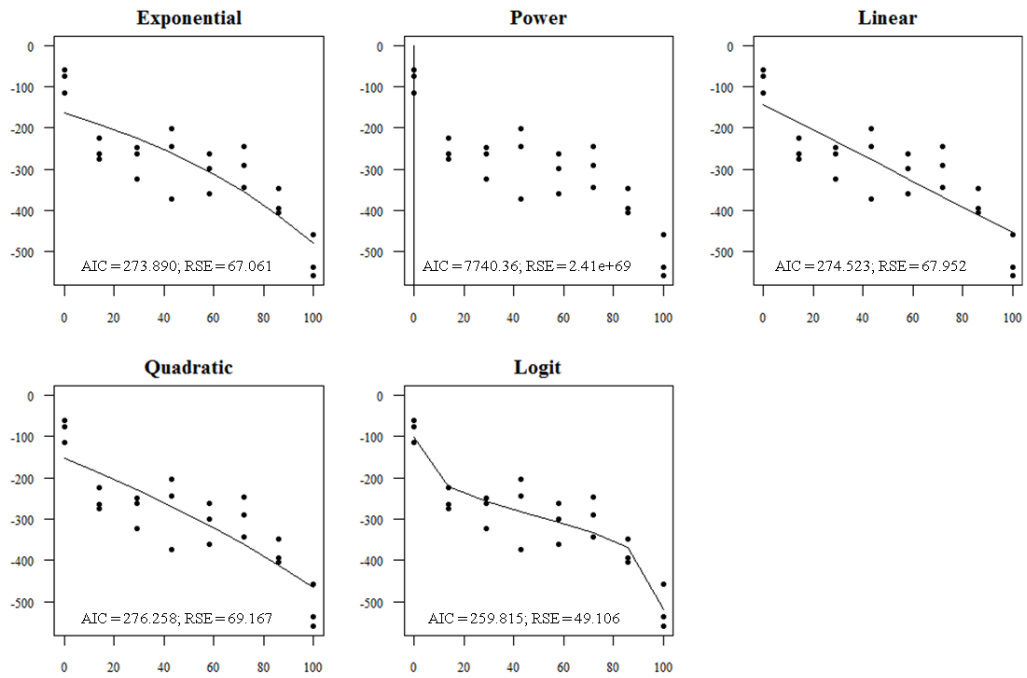 Exponential
0
-100
-200
-300
-400
-500
AIC = 273.890; RSE = 67.061
0 20 40 60 80 100
Power
0
-100
-200
-300
-400
-500
AIC = 7740.36; RSE = 2.41e+69
0 20 40 60 80 100
Linear
0
-100
-200
-300
-400
-500
AIC = 274.523; RSE = 67.952
0 20 40 60 80 100
Quadratic
0
-100
-200
-300
-400
-500
AIC = 276.258; RSE = 69.167
0 20 40 60 80 100
Logit
0
-100
-200
-300
-400
-500
AIC = 259.815; RSE = 49.106
0 20 40 60 80 100